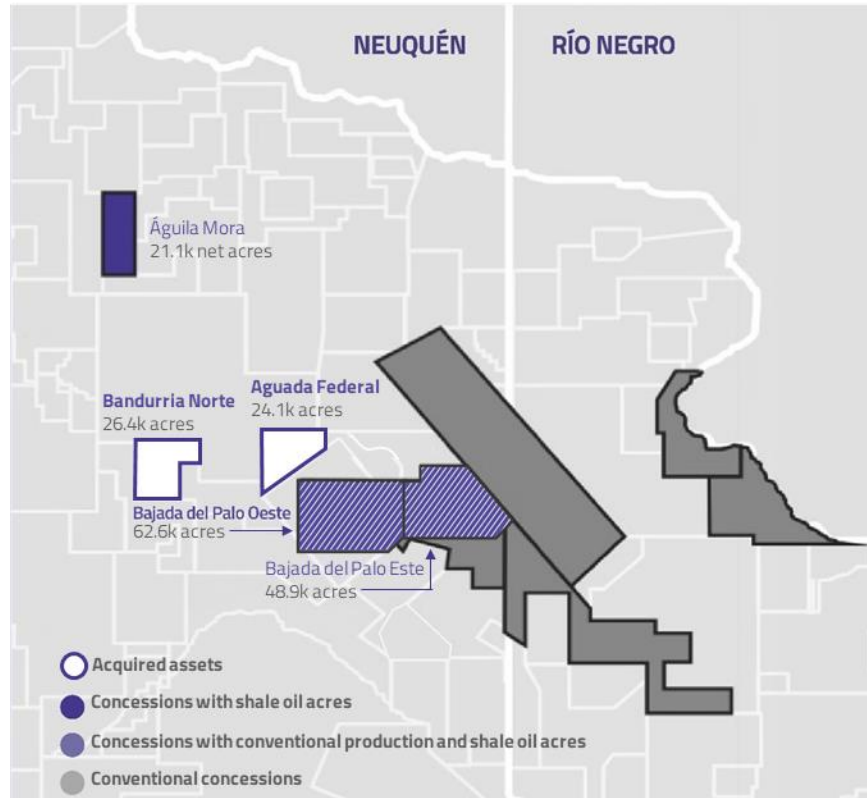 NEUQUÉN
RÍO NEGRO
Águila Mora
21.1k net acres
Bandurria Norte
26.4k acres
Aguada Federal
24.1k acres
Bajada del Palo Oeste
62.6k acres
Bajada del Palo Este
48.9k acres
Acquired assets
Concessions with shale oil acres
Concessions with conventional production and shale oil acres
Conventional concessions